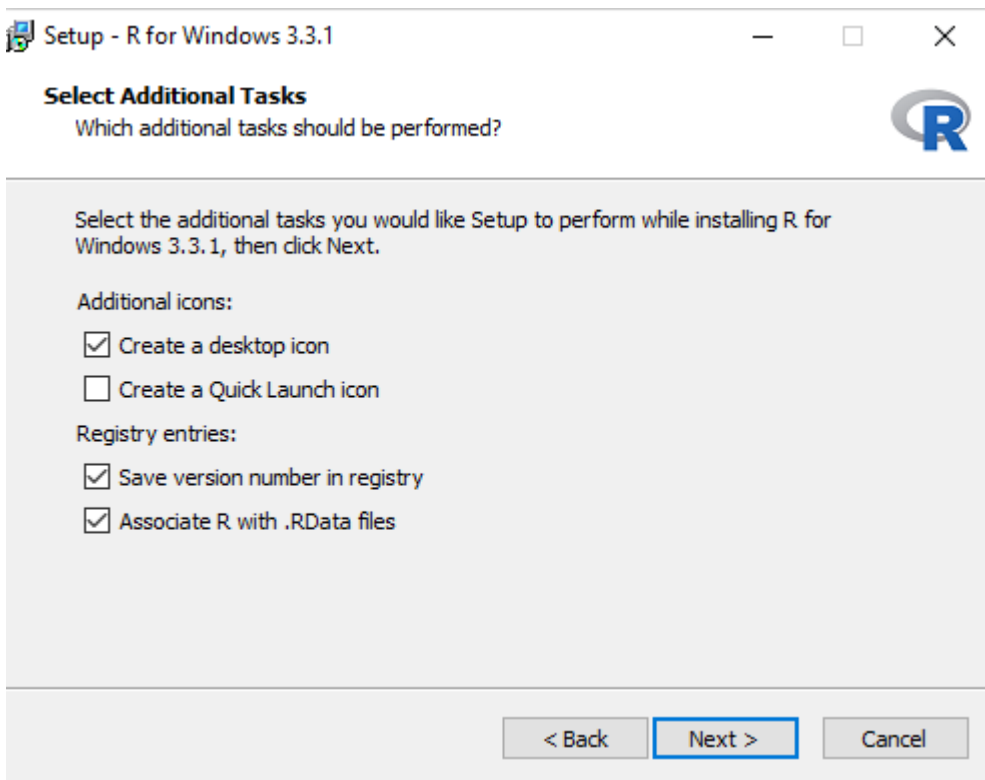 Setup - R for Windows 3.3.1
Select Additional Tasks
Which additional tasks should be performed?
R
Select the additional tasks you would like Setup to perform while installing R for
Windows 3.3.1, then click Next.
Additional icons:
Create a desktop icon
Create a Quick Launch icon
Registry entries:
Save version number in registry
Associate R with .RData files
< Back Next > Cancel